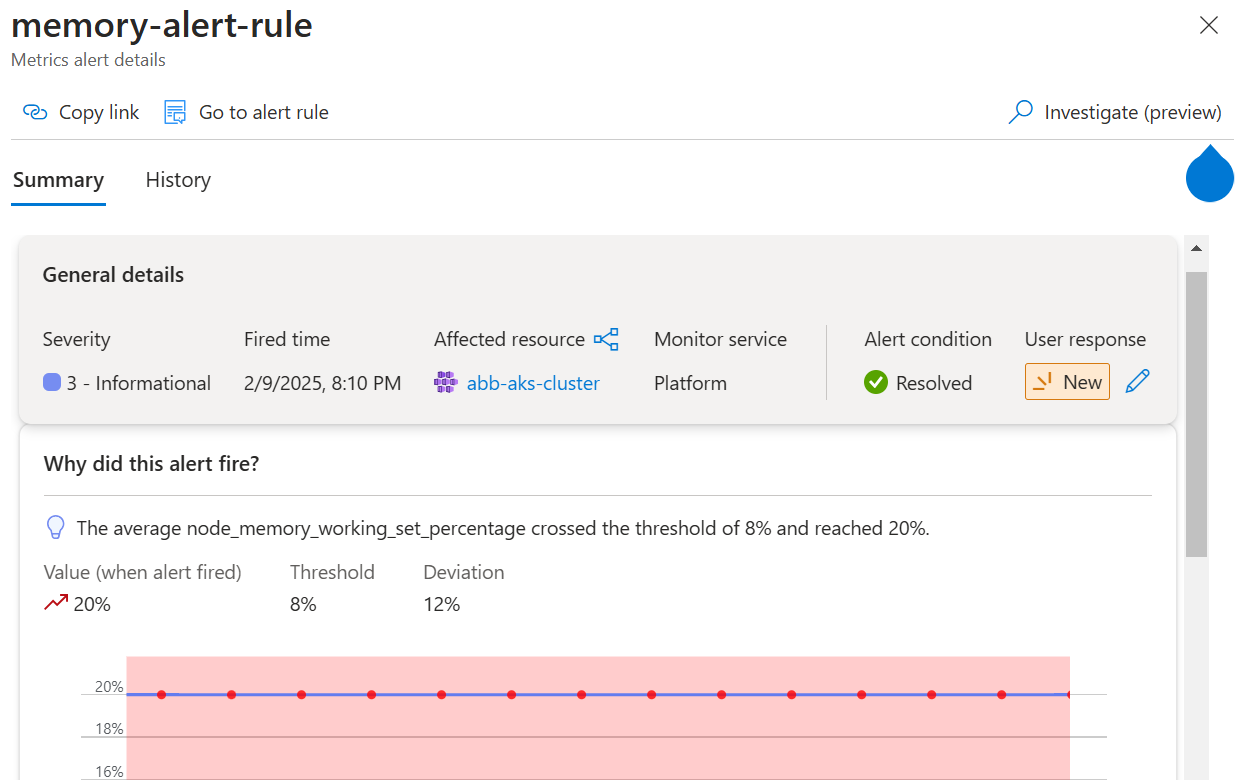 memory-alert-rule
Metrics alert details
Copy link Go to alert rule Investigate (preview)
Summary History
General details
Severity Fired time Affected resource Monitor service Alert condition User response
3 - Informational 2/9/2025, 8:10 PM abb-aks-cluster Platform Resolved New
Why did this alert fire?
The average node_memory_working_set_percentage crossed the threshold of 8% and reached 20%.
Value (when alert fired) Threshold Deviation
20% 8% 12%
20%
18%
16%